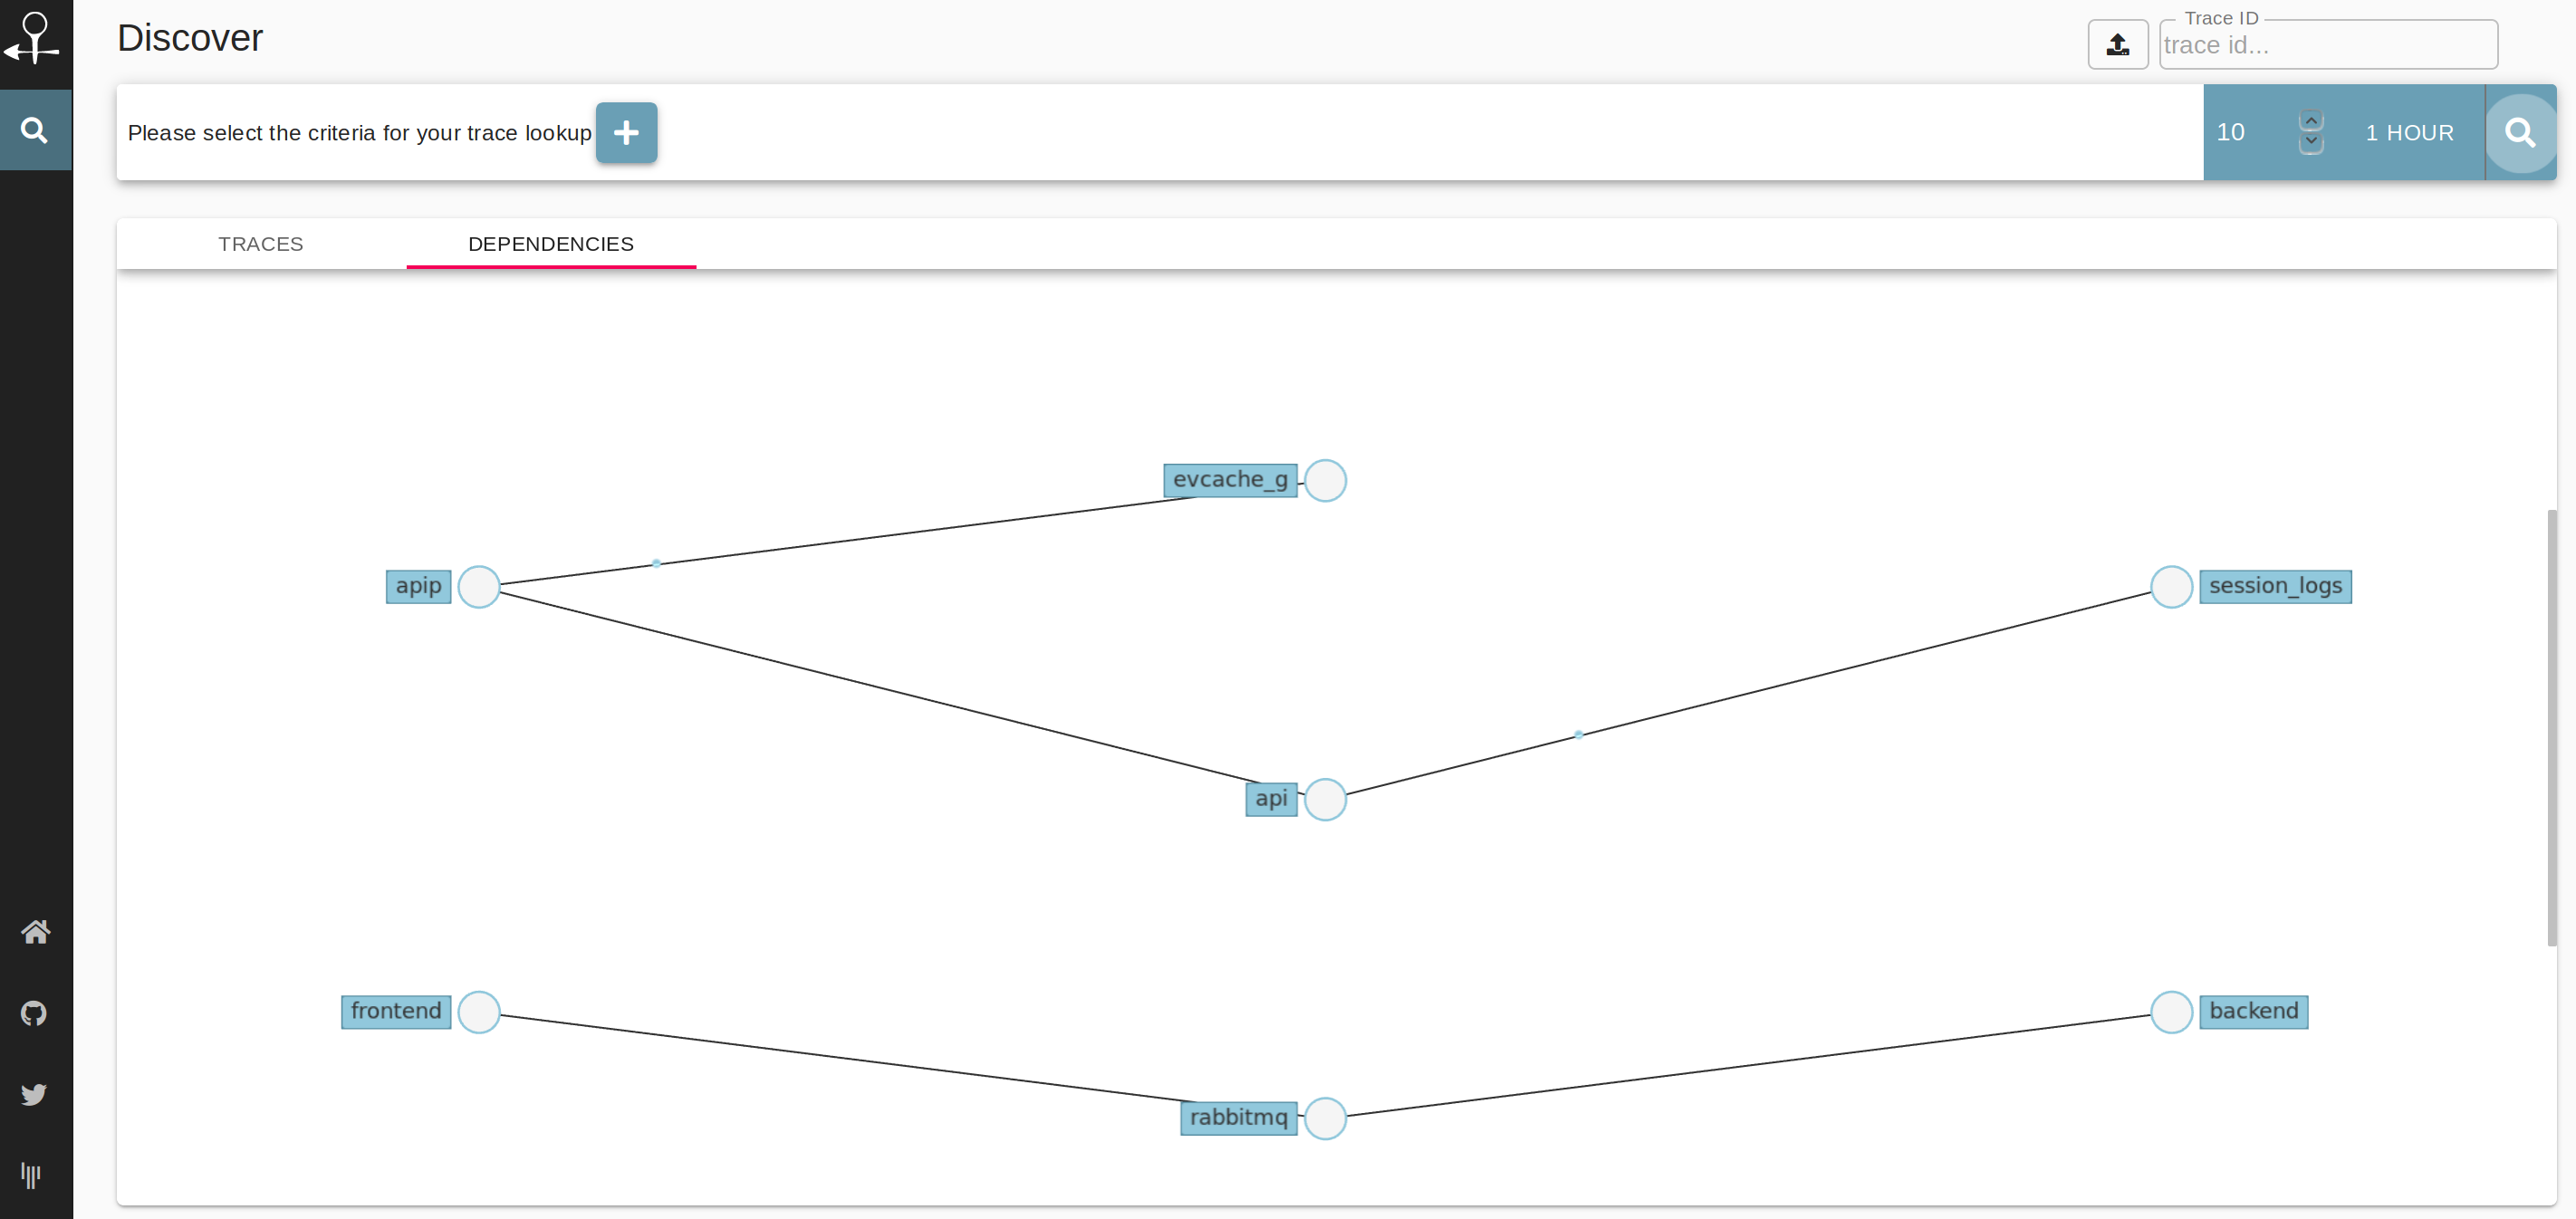 Discover
Trace ID
trace id...
Please select the criteria for your trace lookup
10
1 HOUR
TRACES
DEPENDENCIES
evcache_g
apip
session_logs
api
frontend
backend
rabbitmq